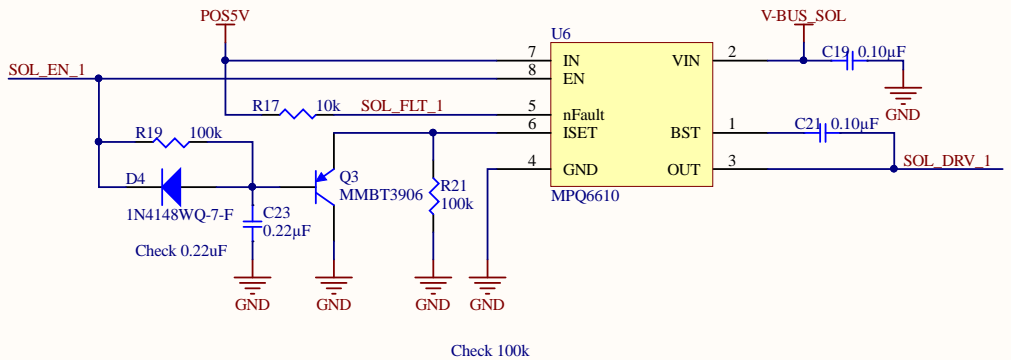 POS5V
V-BUS_SOL
U6
7 IN VIN 2
C19 0.10µF
SOL_EN_1
8 EN
GND
R17 10k SOL_FLT_1 5 nFault
6 ISET BST 1 C21 0.10µF
R19 100k
4 GND OUT 3 SOL_DRV_1
D4
Q3
MMBT3906
R21
100k
MPQ6610
1N4148WQ-7-F
C23
0.22µF
Check 0.22uF
GND GND GND GND
Check 100k